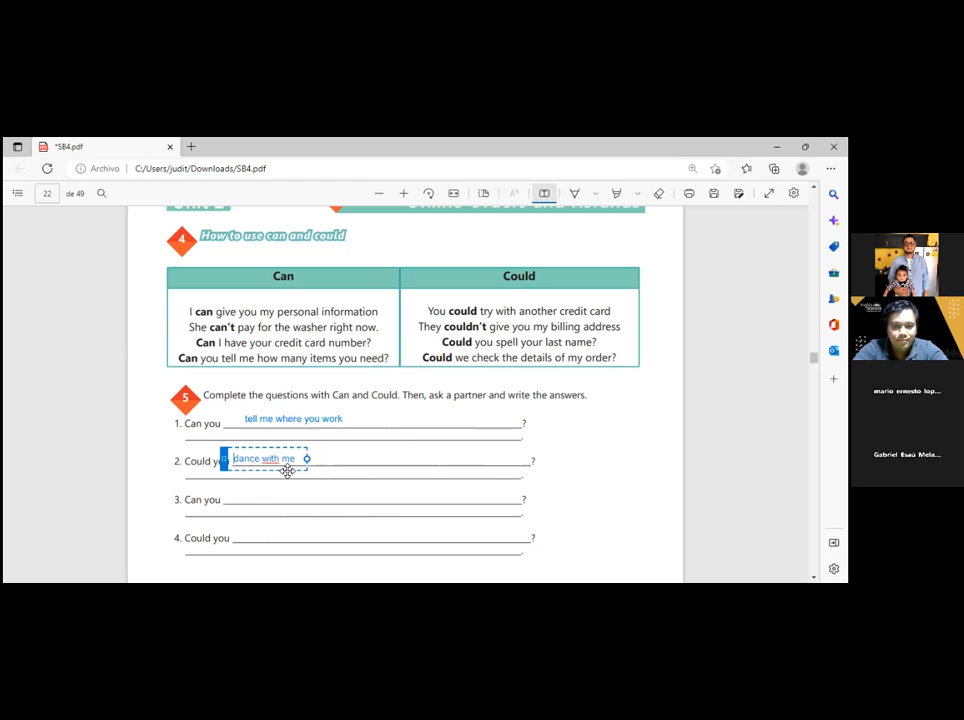 *SB4.pdf
Archivo
C:/Users/judit/Downloads/SB4.pdf
22
de 49
4
How to use can and could
Can
Could
I can give you my personal information
She can't pay for the washer right now.
Can I have your credit card number?
Can you tell me how many items you need?
You could try with another credit card
They couldn't give you my billing address
Could you spell your last name?
Could we check the details of my order?
5
Complete the questions with Can and Could. Then, ask a partner and write the answers.
1. Can you tell me where you work ?
2. Could you dance with me ?
3. Can you ?
4. Could you ?
mario ernesto lop...
Gabriel Esaú Mela...